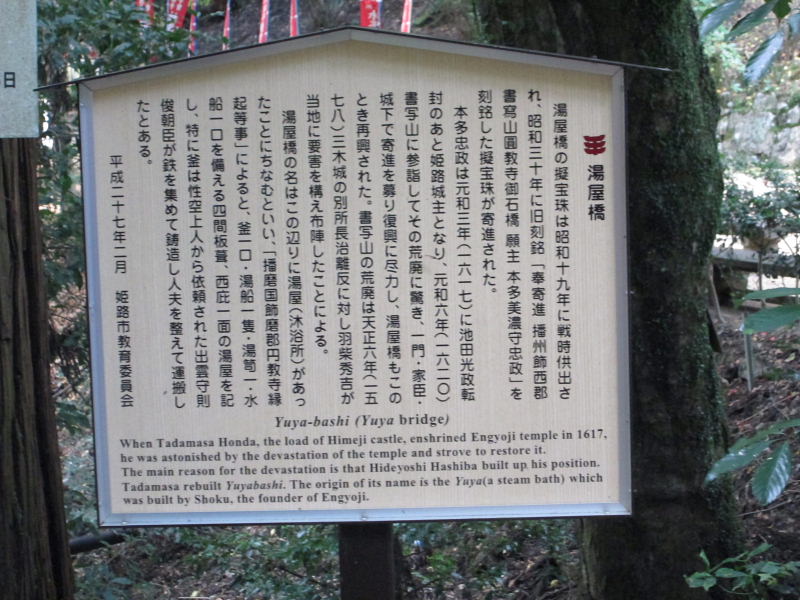 日
湯屋橋
湯屋橋の擬宝珠は昭和十九年に戦時供出さ
れ、昭和三十年に旧刻銘「奉寄進 播州飾西郡
書寫山圓教寺御石橋 願主 本多美濃守忠政」を
刻銘した擬宝珠が寄進された。
本多忠政は元和三年(一六一七)に池田光政転
封のあと姫路城主となり、元和六年(一六二〇)
書写山に参詣してその荒廃に驚き、一門・家臣・
城下で寄進を募り復興に尽力し、湯屋橋もこの
とき再興された。書写山の荒廃は天正六年(一五
七八)三木城の別所長治離反に対し羽柴秀吉が
当地に要害を構え布陣したことによる。
湯屋橋の名はこの辺りに湯屋(沐浴所)があっ
たことにちなむといい、「播磨国飾磨郡円教寺縁
起等事」によると、釜一口・湯船一隻・湯笥一・水
船一口を備える四間板葺、西庇一面の湯屋を記
し、特に釜は性空上人から依頼された出雲守則
俊朝臣が鉄を集めて鋳造し人夫を整えて運搬し
たとある。
平成二十七年二月 姫路市教育委員会
Yuya-bashi (Yuya bridge)
When Tadamasa Honda, the load of Himeji castle, enshrined Engyoji temple in 1617,
he was astonished by the devastation of the temple and strove to restore it.
The main reason for the devastation is that Hideyoshi Hashiba built up his position.
Tadamasa rebuilt Yuyabashi. The origin of its name is the Yuya(a steam bath) which
was built by Shoku, the founder of Engyoji.